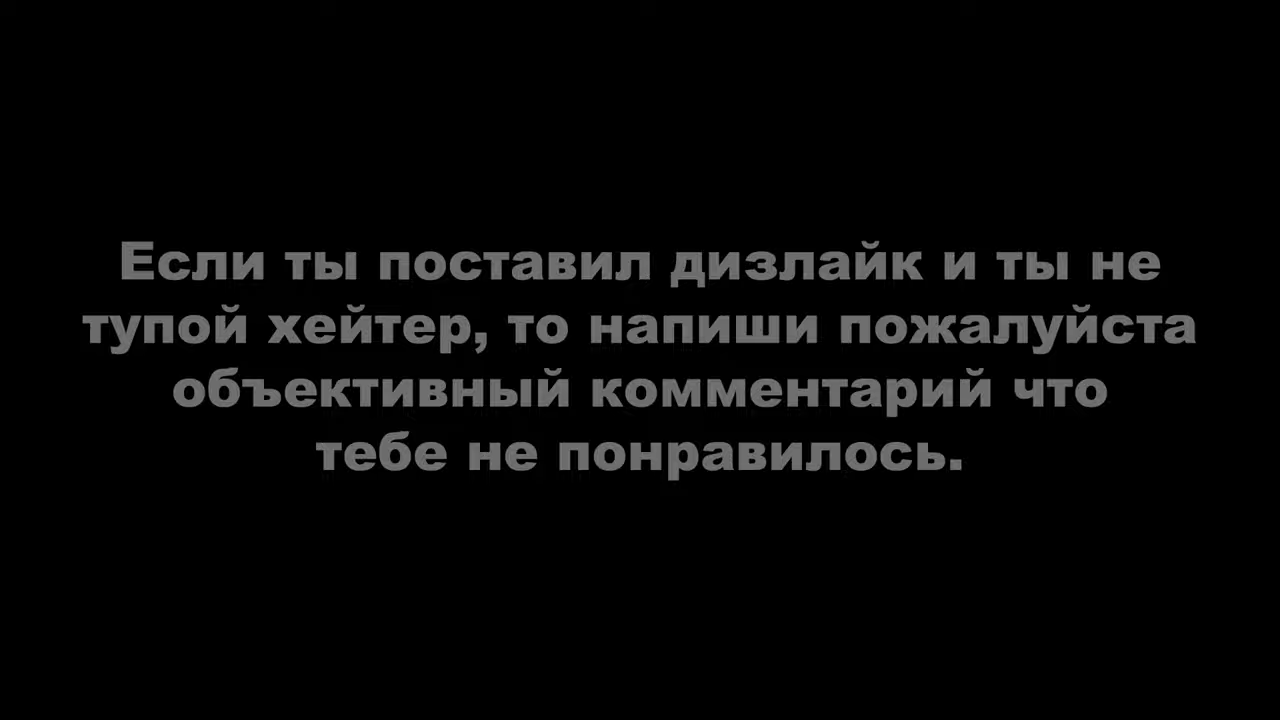 Если ты поставил дизлайк и ты не
тупой хейтер, то напиши пожалуйста
объективный комментарий что
тебе не понравилось.